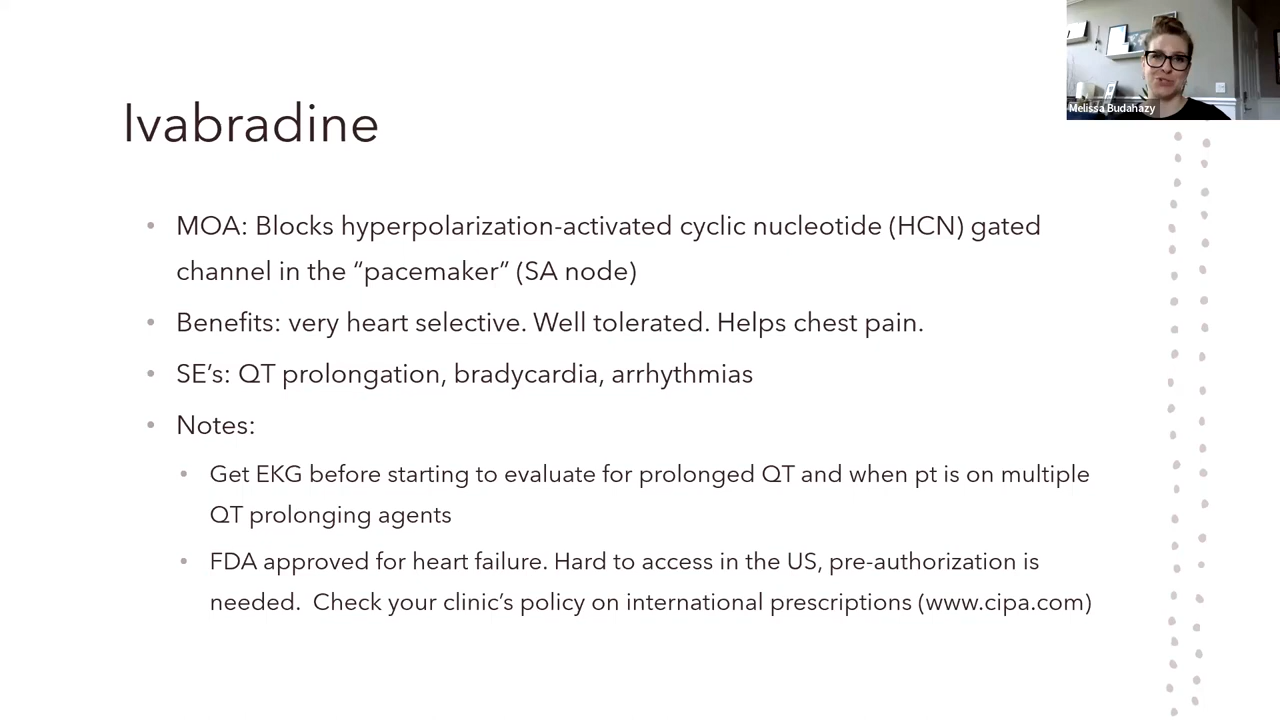 Melissa Budahazy
Ivabradine
• MOA: Blocks hyperpolarization-activated cyclic nucleotide (HCN) gated
channel in the “pacemaker” (SA node)
• Benefits: very heart selective. Well tolerated. Helps chest pain.
• SE’s: QT prolongation, bradycardia, arrhythmias
• Notes:
• Get EKG before starting to evaluate for prolonged QT and when pt is on multiple
QT prolonging agents
• FDA approved for heart failure. Hard to access in the US, pre-authorization is
needed.  Check your clinic’s policy on international prescriptions (www.cipa.com)